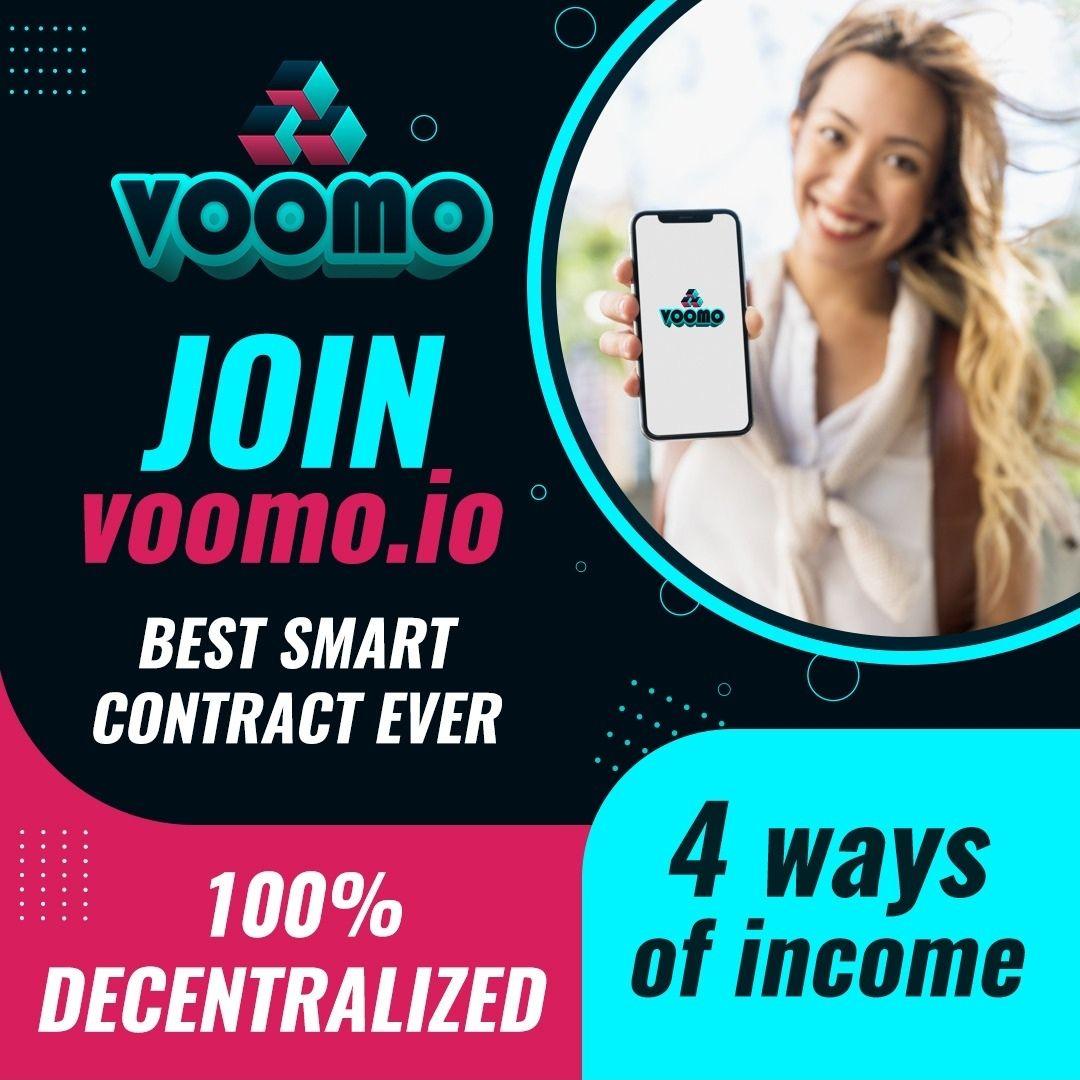 VOOMO
JOIN
voomo.io
BEST SMART
CONTRACT EVER
VOOMO
100%
DECENTRALIZED
4 ways
of income